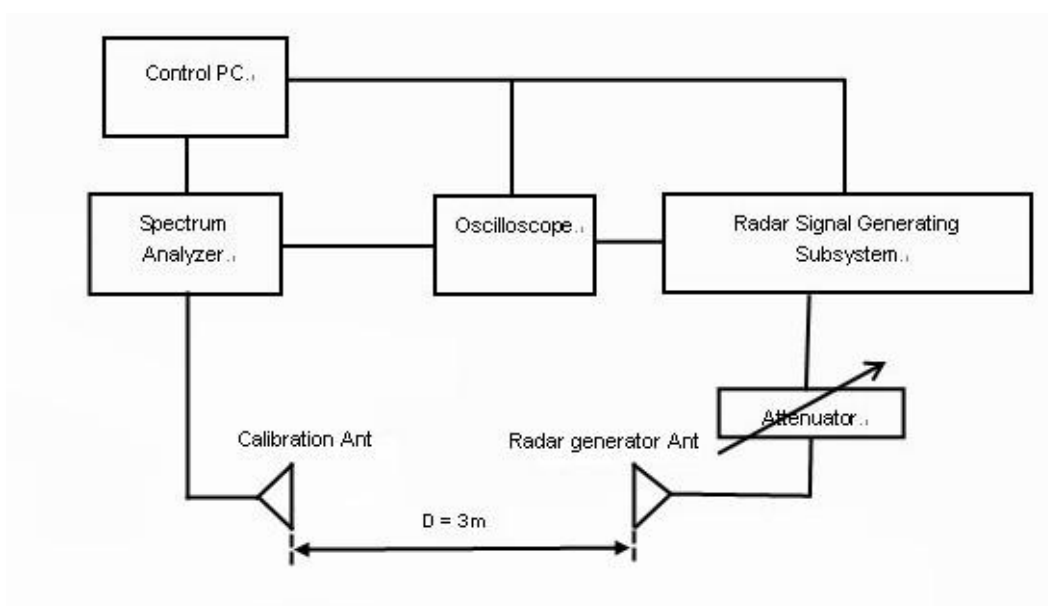 Control PC
Spectrum
Analyzer
Oscilloscope
Radar Signal Generating
Subsystem
Attenuator
Calibration Ant
Radar generator Ant
D = 3m